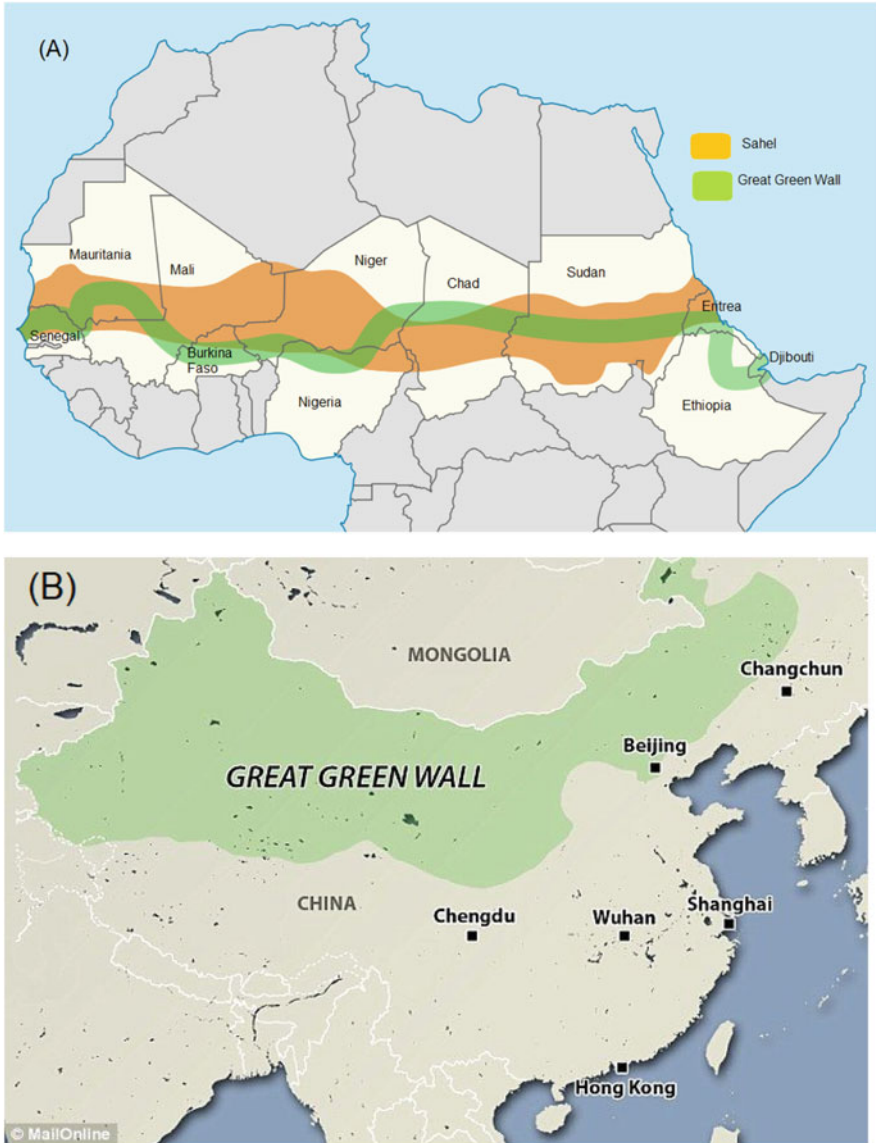 (A)
Sahel
Great Green Wall
Mauritania
Mali
Niger
Chad
Sudan
Eritrea
Senegal
Burkina
Faso
Djibouti
Nigeria
Ethiopia
(B)
MONGOLIA
Changchun
Beijing
GREAT GREEN WALL
CHINA
Chengdu
Wuhan
Shanghai
Hong Kong
© MailOnline